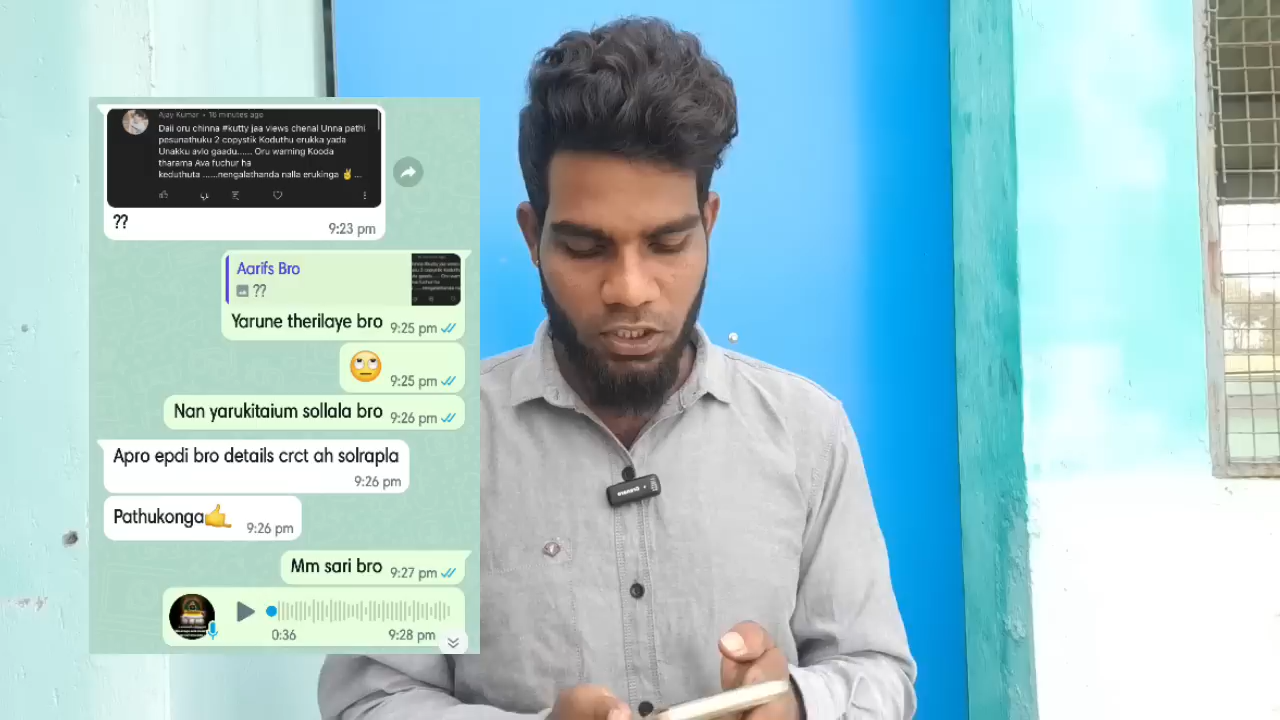 Ajay Kumar • 16 minutes ago
Daii oru chinna #kutty jaa views chenal Unna pathi
pesunathuku 2 copystik Koduthu erukka yada
Unakku avlo gaadu...... Oru warning Kooda
tharama Ava fuchur ha
keduthuta ......nengalathanda nalla erukinga ✌️ ...
??
9:23 pm
Aarifs Bro
??
Yarune therilaye bro 9:25 pm
🙄 9:25 pm
Nan yarukitaium sollala bro 9:26 pm
Apro epdi bro details crct ah solrapla
9:26 pm
Pathukonga🤙 9:26 pm
Mm sari bro 9:27 pm
0:36 9:28 pm